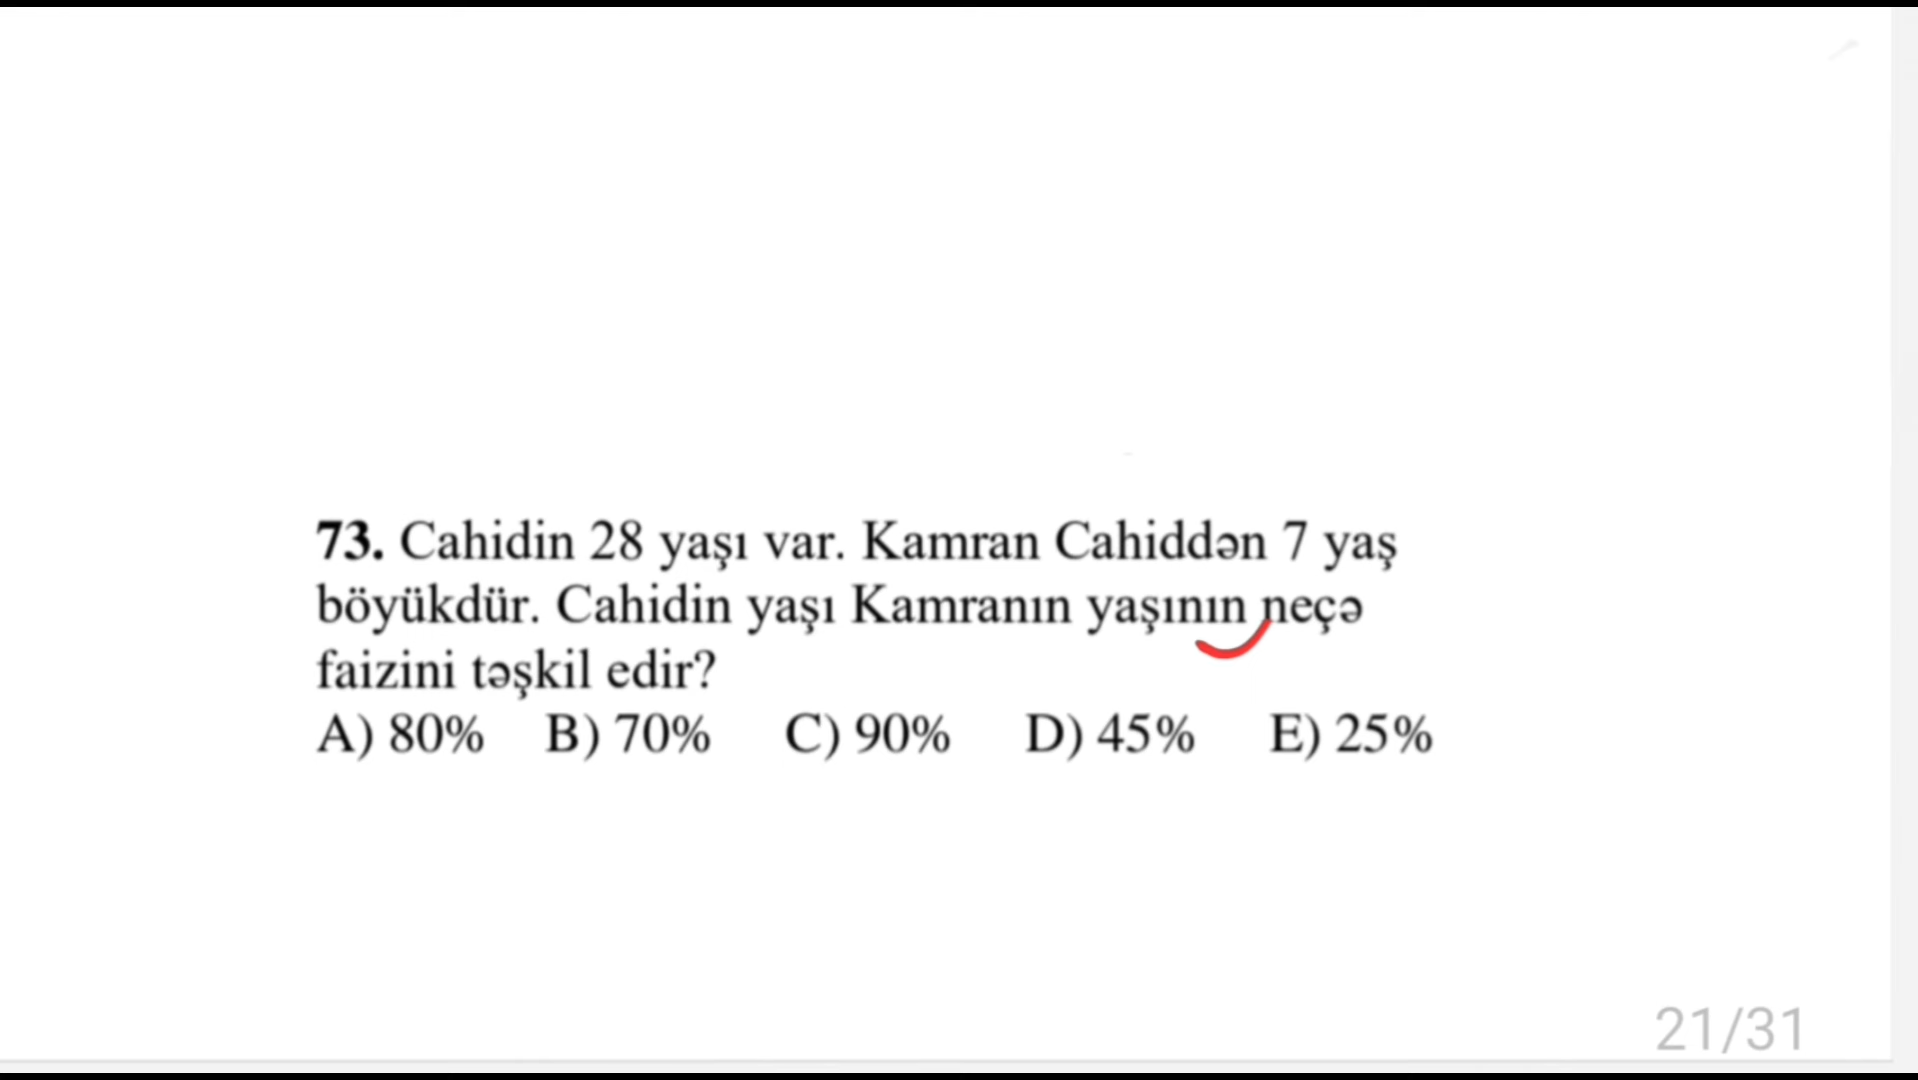 73. Cahidin 28 yaşı var. Kamran Cahiddən 7 yaş
böyükdür. Cahidin yaşı Kamranın yaşının neçə
faizini təşkil edir?
A) 80% B) 70% C) 90% D) 45% E) 25%
21/31